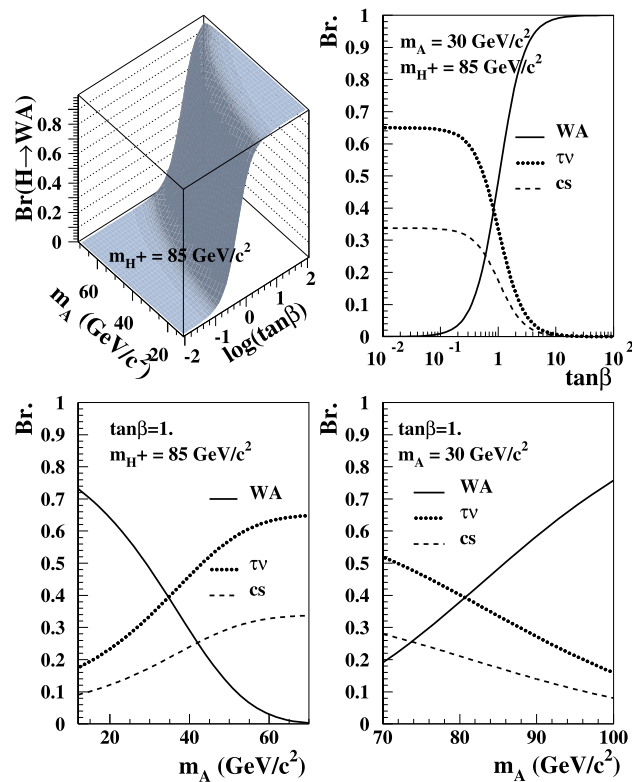 Br(H→WA)
0.8
0.6
0.4
0.2
0
m_H+ = 85 GeV/c²
60
40
20
m_A (GeV/c²)
-2
-1
0
1
2
log(tanβ)
Br.
1
0.9
0.8
0.7
0.6
0.5
0.4
0.3
0.2
0.1
0
m_A = 30 GeV/c²
m_H+ = 85 GeV/c²
WA
τν
cs
10⁻² 10⁻¹ 1 10 10²
tanβ
Br.
1
0.9
0.8
0.7
0.6
0.5
0.4
0.3
0.2
0.1
0
tanβ=1.
m_H+ = 85 GeV/c²
WA
τν
cs
20 40 60
m_A (GeV/c²)
Br.
1
0.9
0.8
0.7
0.6
0.5
0.4
0.3
0.2
0.1
0
tanβ=1.
m_A = 30 GeV/c²
WA
τν
cs
70 80 90 100
m_A (GeV/c²)